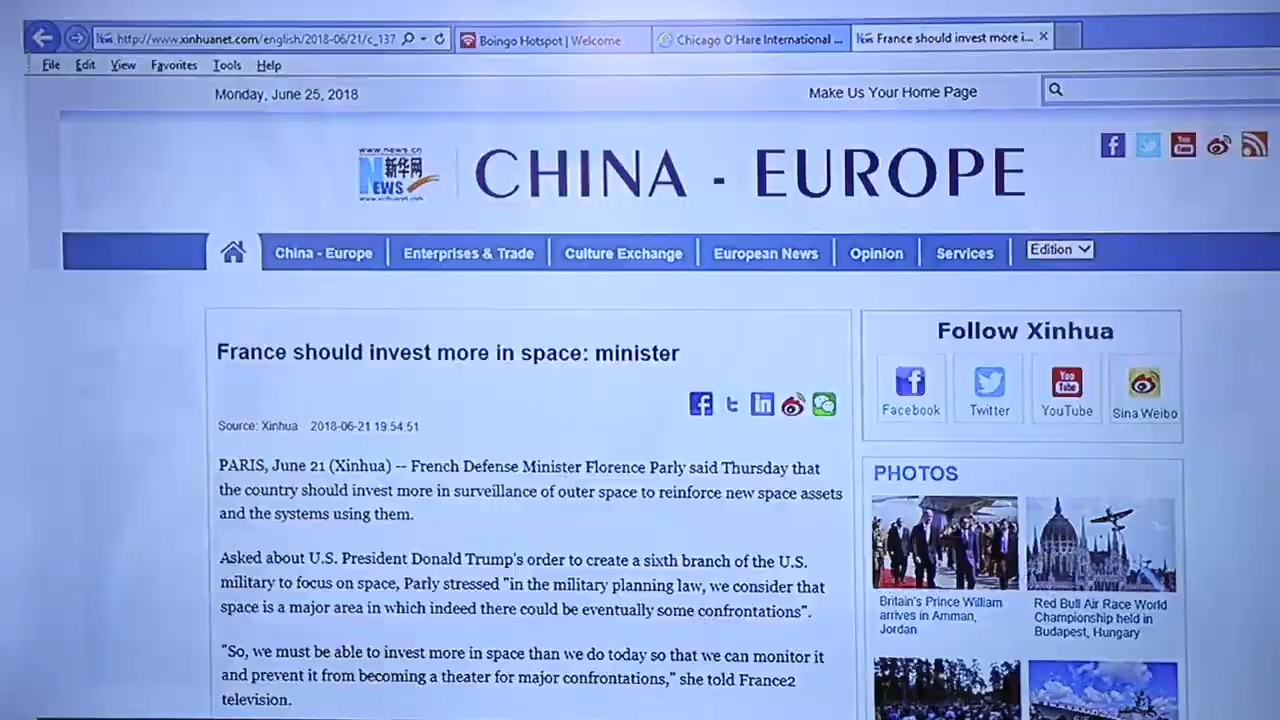 http://www.xinhuanet.com/english/2018-06/21/c_137
Boingo Hotspot | Welcome
Chicago O'Hare International ...
France should invest more i...
File Edit View Favorites Tools Help
Monday, June 25, 2018
Make Us Your Home Page
www.news.cn
新华网
NEWS
www.xinhuanet.com
CHINA - EUROPE
China - Europe
Enterprises & Trade
Culture Exchange
European News
Opinion
Services
Edition
France should invest more in space: minister
Source: Xinhua 2018-06-21 19:54:51
PARIS, June 21 (Xinhua) -- French Defense Minister Florence Parly said Thursday that
the country should invest more in surveillance of outer space to reinforce new space assets
and the systems using them.
Asked about U.S. President Donald Trump's order to create a sixth branch of the U.S.
military to focus on space, Parly stressed "in the military planning law, we consider that
space is a major area in which indeed there could be eventually some confrontations".
"So, we must be able to invest more in space than we do today so that we can monitor it
and prevent it from becoming a theater for major confrontations," she told France2
television.
Follow Xinhua
Facebook
Twitter
You
Tube
YouTube
Sina Weibo
PHOTOS
Britain's Prince William
arrives in Amman,
Jordan
Red Bull Air Race World
Championship held in
Budapest, Hungary